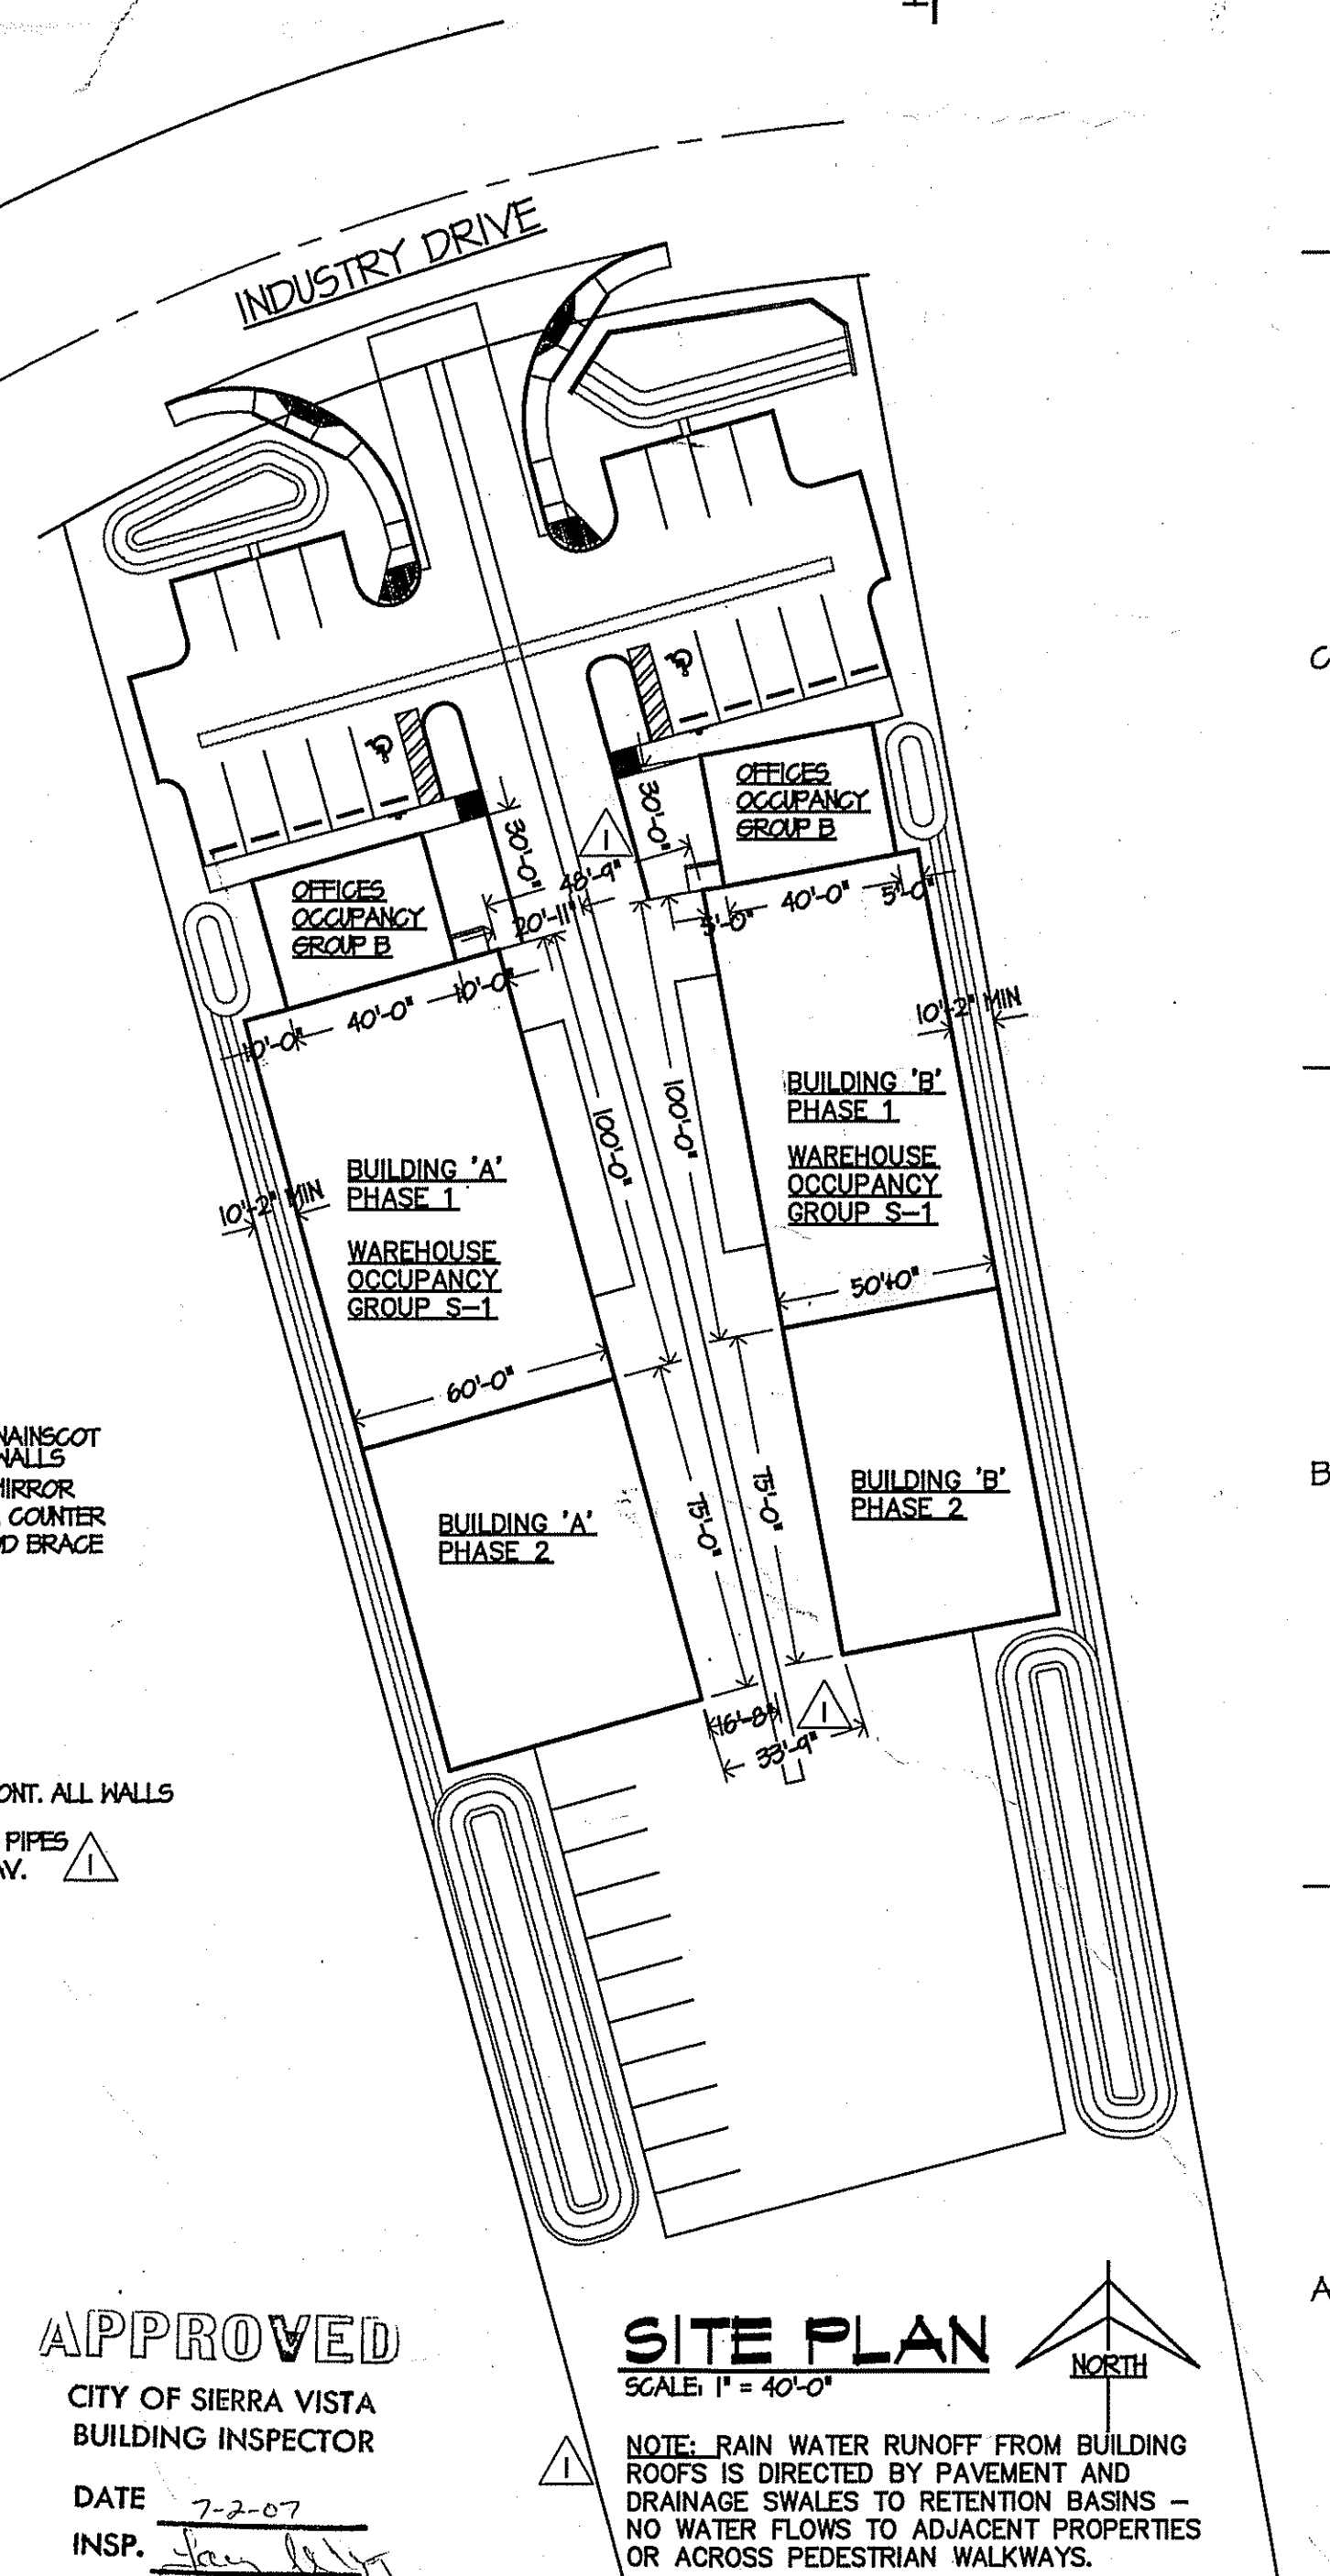 INDUSTRY DRIVE
C
OFFICES
OCCUPANCY
GROUP B
30'-0"
1
30'-0"
48'-9"
20'-11"
5'-0"
40'-0"
5'-0"
OFFICES
OCCUPANCY
GROUP B
10'-0"
40'-0"
10'-0"
10'-2" MIN
100'-0"
100'-0"
BUILDING 'B'
PHASE 1
WAREHOUSE
OCCUPANCY
GROUP S-1
BUILDING 'A'
PHASE 1
10'-2" MIN
WAREHOUSE
OCCUPANCY
GROUP S-1
50'-0"
60'-0"
WAINSCOT
WALLS
MIRROR
COUNTER
BRACE
B
BUILDING 'B'
PHASE 2
75'-0"
75'-0"
BUILDING 'A'
PHASE 2
16'-8"
1
33'-9"
ONT. ALL WALLS
PIPES
AV.
1
A
APPROVED
CITY OF SIERRA VISTA
BUILDING INSPECTOR
DATE 7-2-07
INSP.
SITE PLAN
SCALE: 1" = 40'-0"
NORTH
1
NOTE: RAIN WATER RUNOFF FROM BUILDING
ROOFS IS DIRECTED BY PAVEMENT AND
DRAINAGE SWALES TO RETENTION BASINS –
NO WATER FLOWS TO ADJACENT PROPERTIES
OR ACROSS PEDESTRIAN WALKWAYS.